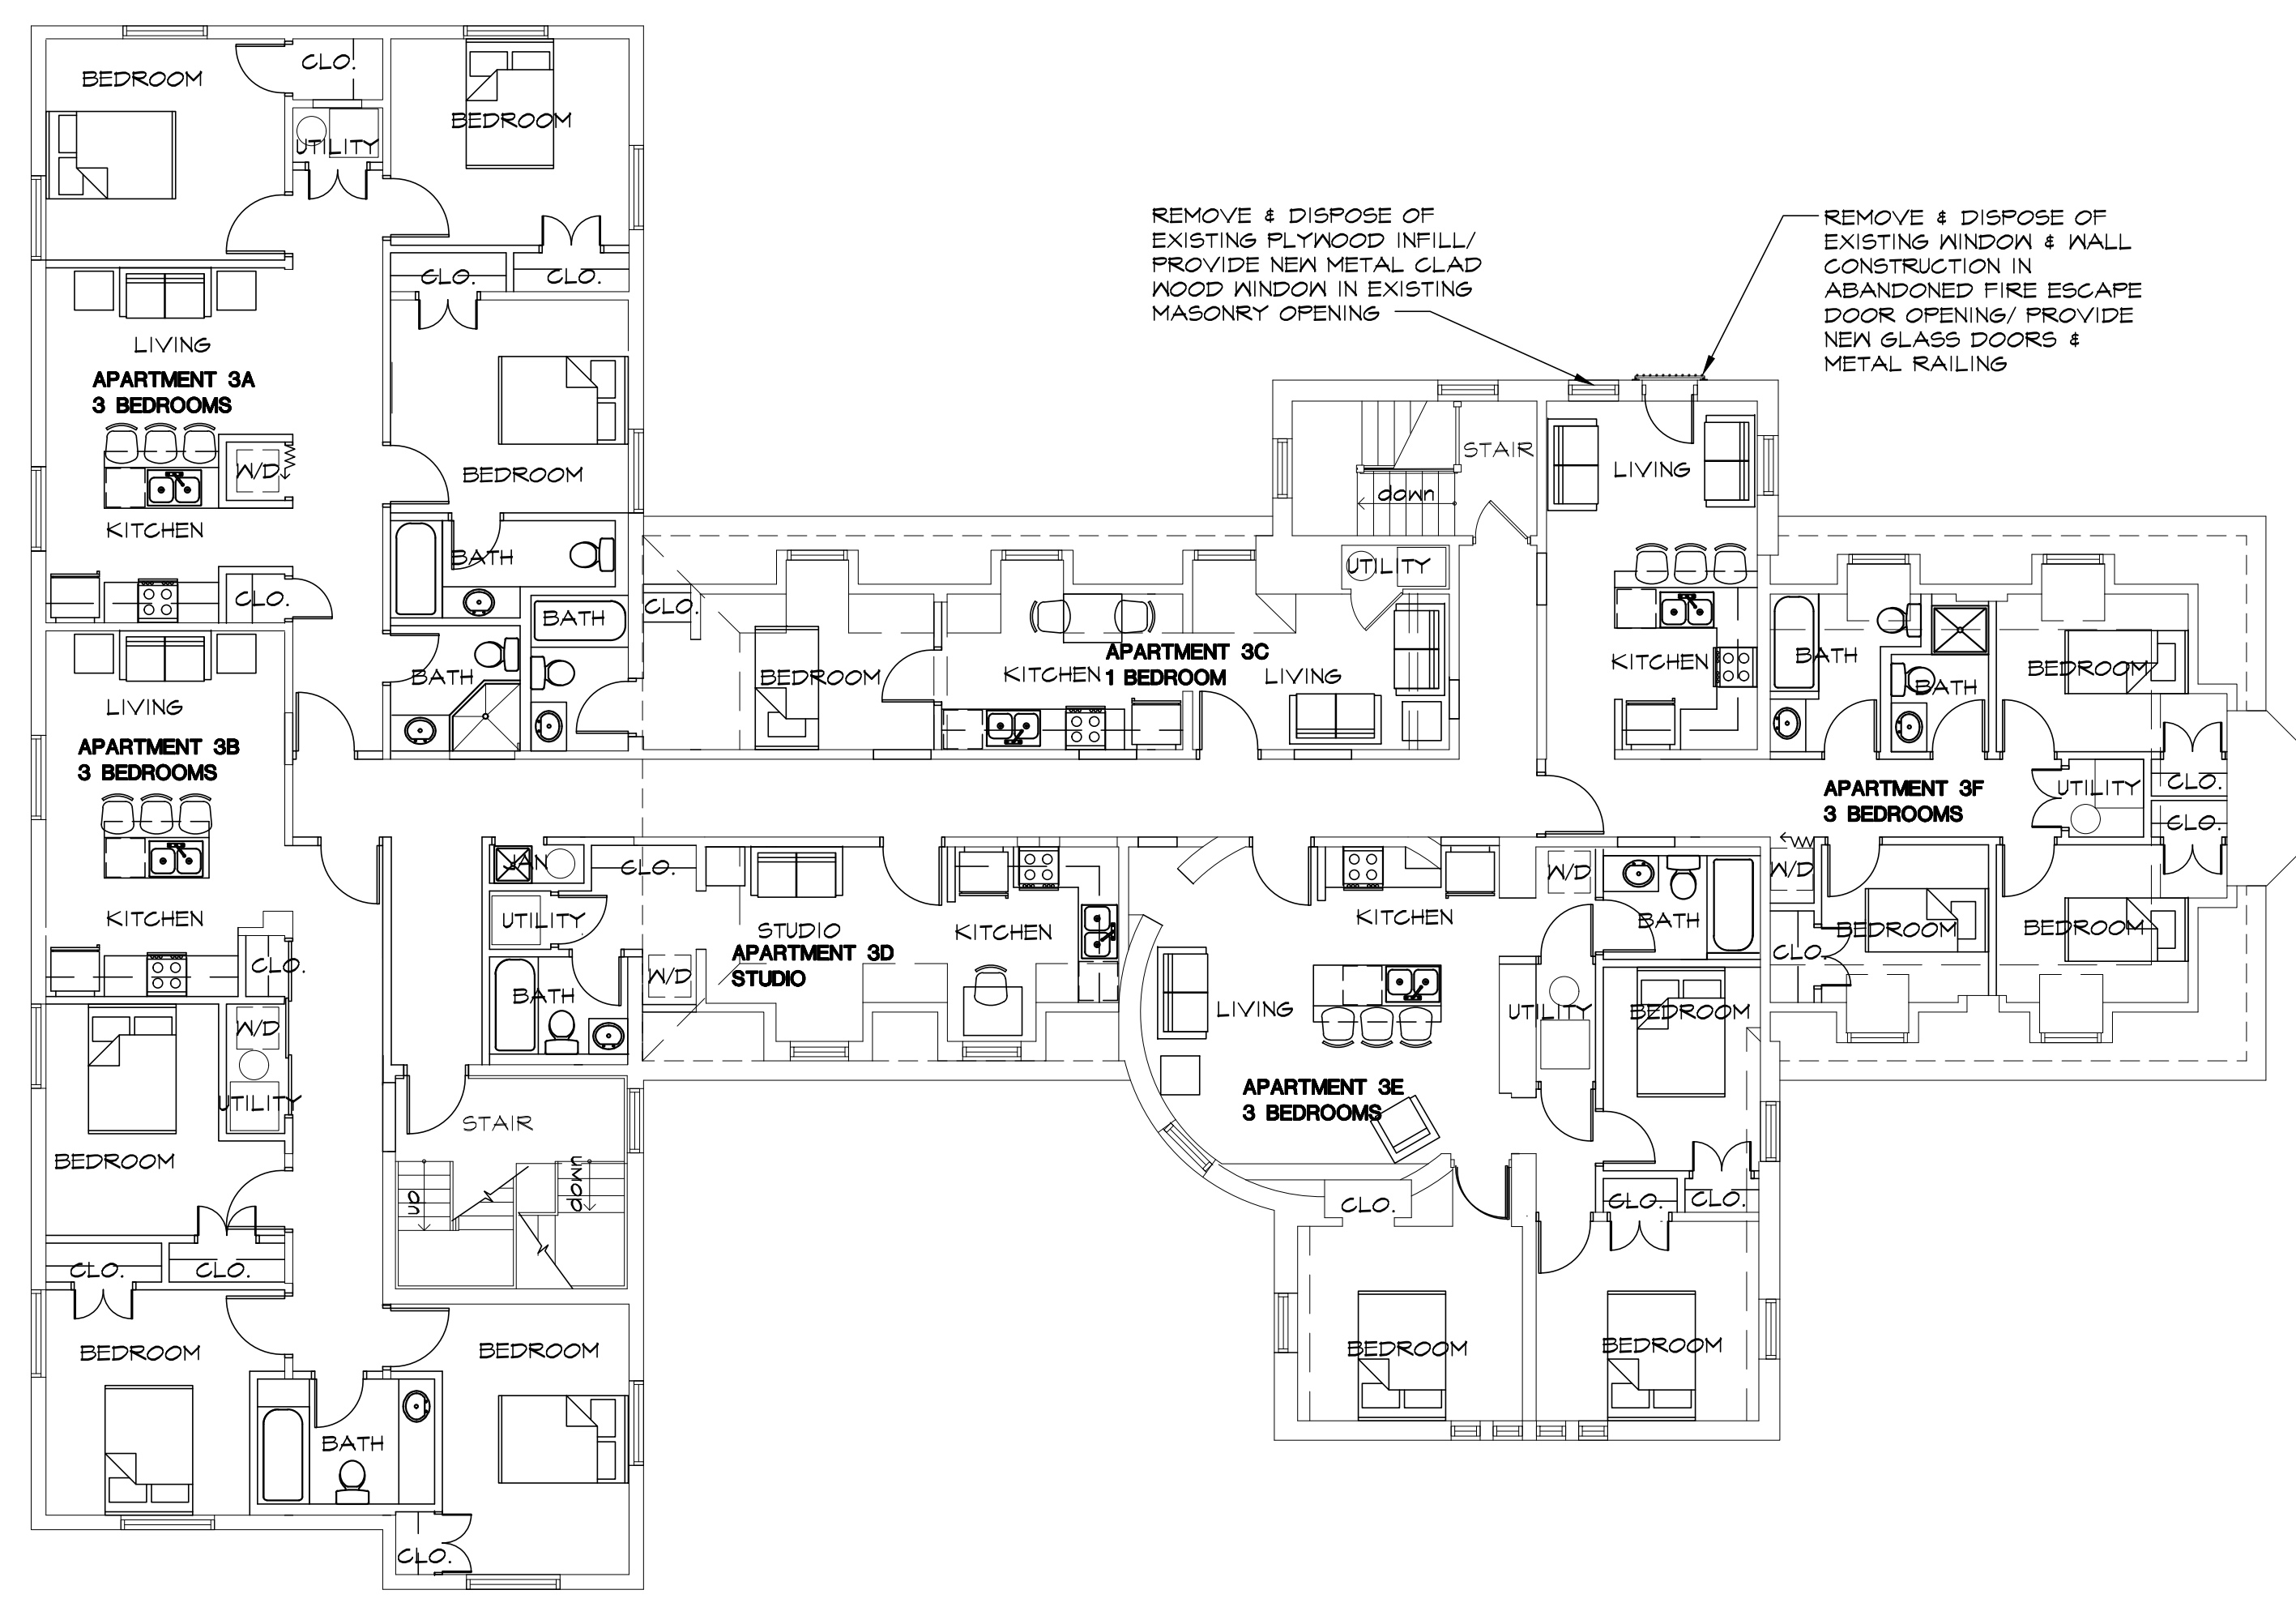 BEDROOM
CLO.
UTILITY
BEDROOM
CLO.
CLO.
LIVING
APARTMENT 3A
3 BEDROOMS
W/D
KITCHEN
CLO.
BEDROOM
BATH
BATH
BATH
LIVING
APARTMENT 3B
3 BEDROOMS
KITCHEN
CLO.
W/D
UTILITY
BEDROOM
CLO.
CLO.
BEDROOM
BATH
BEDROOM
CLO.
STAIR
up
down
JAN
UTILITY
BATH
CLO.
W/D
STUDIO
APARTMENT 3D
STUDIO
KITCHEN
CLO.
BEDROOM
KITCHEN
APARTMENT 3C
1 BEDROOM
LIVING
UTILITY
STAIR
down
REMOVE & DISPOSE OF
EXISTING PLYWOOD INFILL/
PROVIDE NEW METAL CLAD
WOOD WINDOW IN EXISTING
MASONRY OPENING
REMOVE & DISPOSE OF
EXISTING WINDOW & WALL
CONSTRUCTION IN
ABANDONED FIRE ESCAPE
DOOR OPENING/ PROVIDE
NEW GLASS DOORS &
METAL RAILING
LIVING
KITCHEN
BATH
BATH
BEDROOM
APARTMENT 3F
3 BEDROOMS
UTILITY
CLO.
CLO.
W/D
CLO.
BEDROOM
BEDROOM
KITCHEN
W/D
BATH
LIVING
UTILITY
BEDROOM
APARTMENT 3E
3 BEDROOMS
CLO.
CLO.
CLO.
BEDROOM
BEDROOM